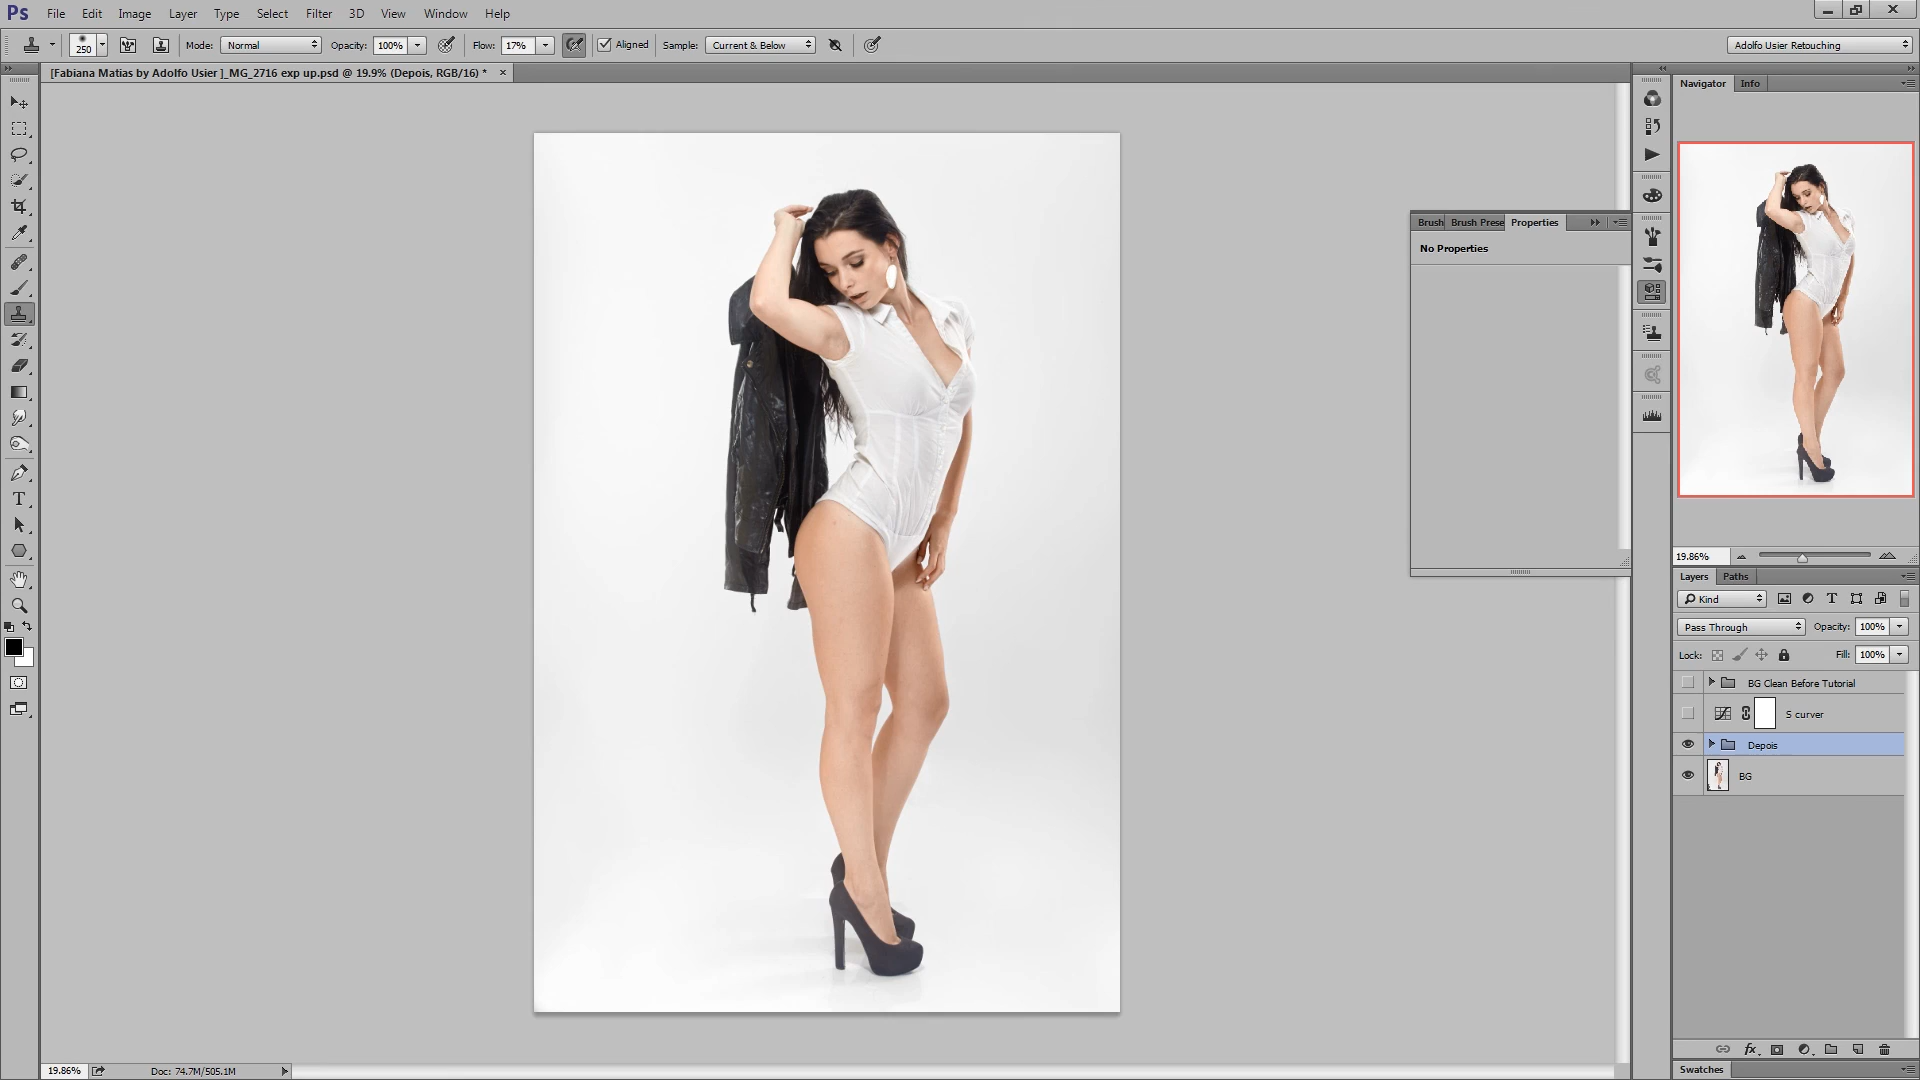 Ps File Edit Image Layer Type Select Filter 3D View Window Help
250 Mode: Normal Opacity: 100% Flow: 17% Aligned Sample: Current & Below Adolfo Usier Retouching
[Fabiana Matias by Adolfo Usier ]_MG_2716 exp up.psd @ 19.9% (Depois, RGB/16) * ×
Navigator Info
Brush Brush Prese Properties
No Properties
19.86%
Layers Paths
Kind
Pass Through Opacity: 100%
Lock: Fill: 100%
BG Clean Before Tutorial
S curver
Depois
BG
19.86% Doc: 74.7M/505.1M
Swatches